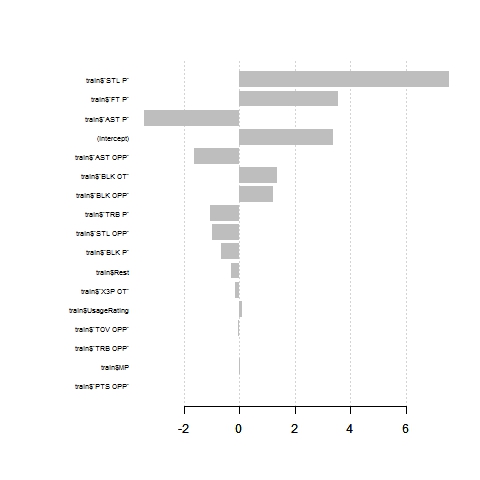 train$`STL P`
train$`FT P`
train$`AST P`
(Intercept)
train$`AST OPP`
train$`BLK OT`
train$`BLK OPP`
train$`TRB P`
train$`STL OPP`
train$`BLK P`
train$Rest
train$`X3P OT`
train$UsageRating
train$`TOV OPP`
train$`TRB OPP`
train$MP
train$`PTS OPP`
-2 0 2 4 6